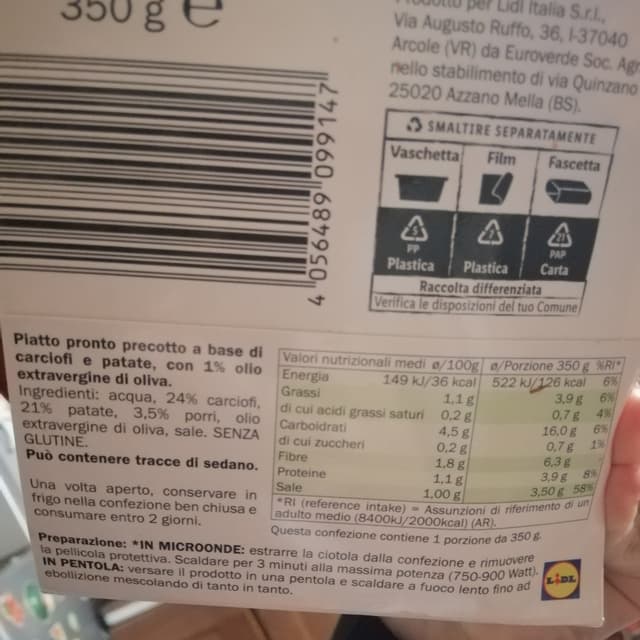 350 g e
Prodotto per Lidl Italia S.r.l.,
Via Augusto Ruffo, 36, I-37040
Arcole (VR) da Euroverde Soc. Agr
nello stabilimento di via Quinzano
25020 Azzano Mella (BS).
4 056489 099147
SMALTIRE SEPARATAMENTE
Vaschetta Film Fascetta
5 7 21
PP PAP
Plastica Plastica Carta
Raccolta differenziata
Verifica le disposizioni del tuo Comune
Piatto pronto precotto a base di
carciofi e patate, con 1% olio
extravergine di oliva.
Ingredienti: acqua, 24% carciofi,
21% patate, 3,5% porri, olio
extravergine di oliva, sale. SENZA
GLUTINE.
Può contenere tracce di sedano.
Una volta aperto, conservare in
frigo nella confezione ben chiusa e
consumare entro 2 giorni.
Valori nutrizionali medi ø/100g ø/Porzione 350 g %RI*
Energia 149 kJ/36 kcal 522 kJ/126 kcal 6%
Grassi 1,1 g 3,9 g 6%
di cui acidi grassi saturi 0,2 g 0,7 g 4%
Carboidrati 4,5 g 16,0 g 6%
di cui zuccheri 0,2 g 0,7 g 1%
Fibre 1,8 g 6,3 g
Proteine 1,1 g 3,9 g 8%
Sale 1,00 g 3,50 g 58%
*RI (reference intake) = Assunzioni di riferimento di un
adulto medio (8400kJ/2000kcal) (AR).
Questa confezione contiene 1 porzione da 350 g.
Preparazione: *IN MICROONDE: estrarre la ciotola dalla confezione e rimuovere
la pellicola protettiva. Scaldare per 3 minuti alla massima potenza (750-900 Watt).
IN PENTOLA: versare il prodotto in una pentola e scaldare a fuoco lento fino ad
ebollizione mescolando di tanto in tanto.
LIDL